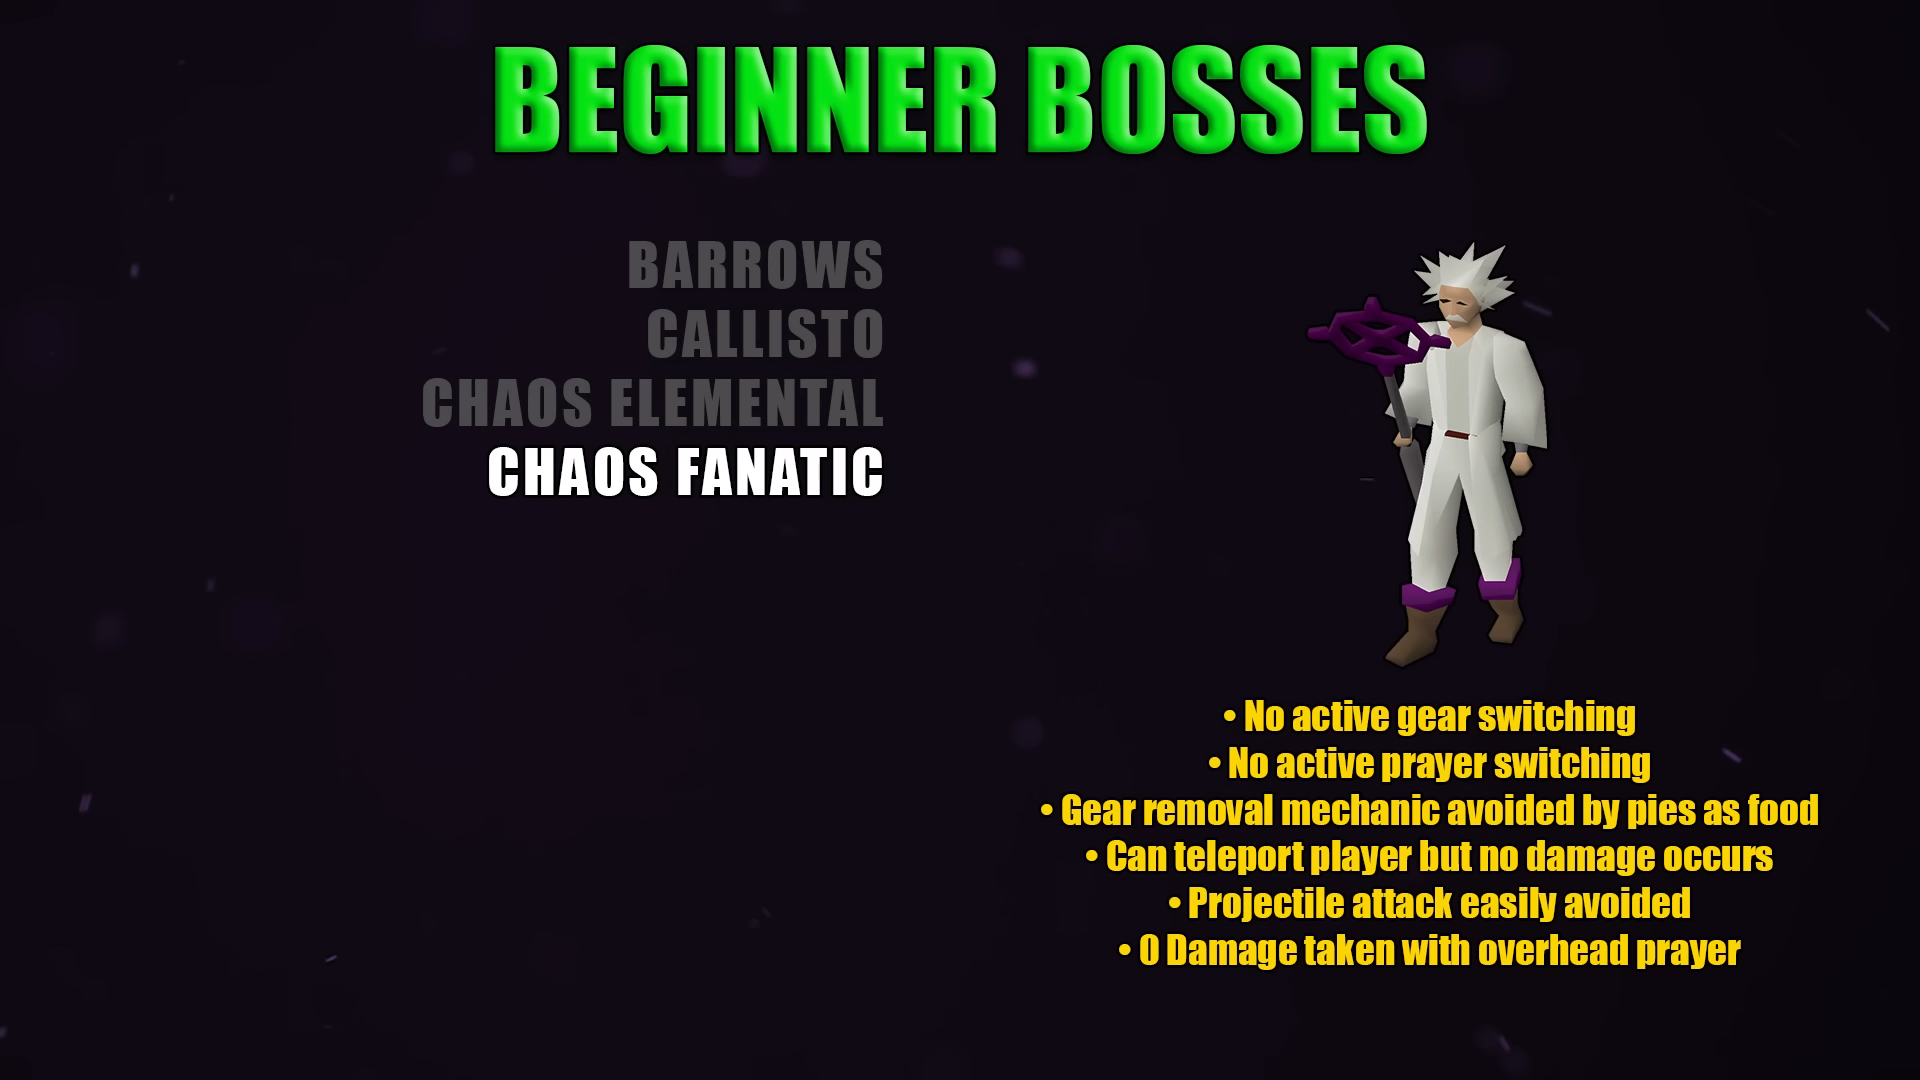 BEGINNER BOSSES
BARROWS
CALLISTO
CHAOS ELEMENTAL
CHAOS FANATIC
• No active gear switching
• No active prayer switching
• Gear removal mechanic avoided by pies as food
• Can teleport player but no damage occurs
• Projectile attack easily avoided
• 0 Damage taken with overhead prayer